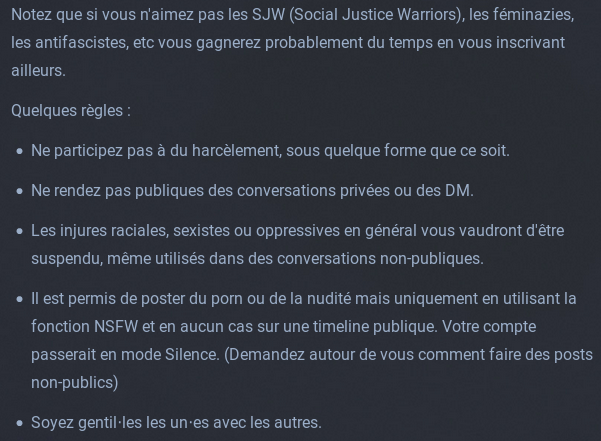 Notez que si vous n'aimez pas les SJW (Social Justice Warriors), les féminazies,
les antifascistes, etc vous gagnerez probablement du temps en vous inscrivant
ailleurs.
Quelques règles :
• Ne participez pas à du harcèlement, sous quelque forme que ce soit.
• Ne rendez pas publiques des conversations privées ou des DM.
• Les injures raciales, sexistes ou oppressives en général vous vaudront d'être
suspendu, même utilisés dans des conversations non-publiques.
• Il est permis de poster du porn ou de la nudité mais uniquement en utilisant la
fonction NSFW et en aucun cas sur une timeline publique. Votre compte
passerait en mode Silence. (Demandez autour de vous comment faire des posts
non-publics)
• Soyez gentil·les les un·es avec les autres.